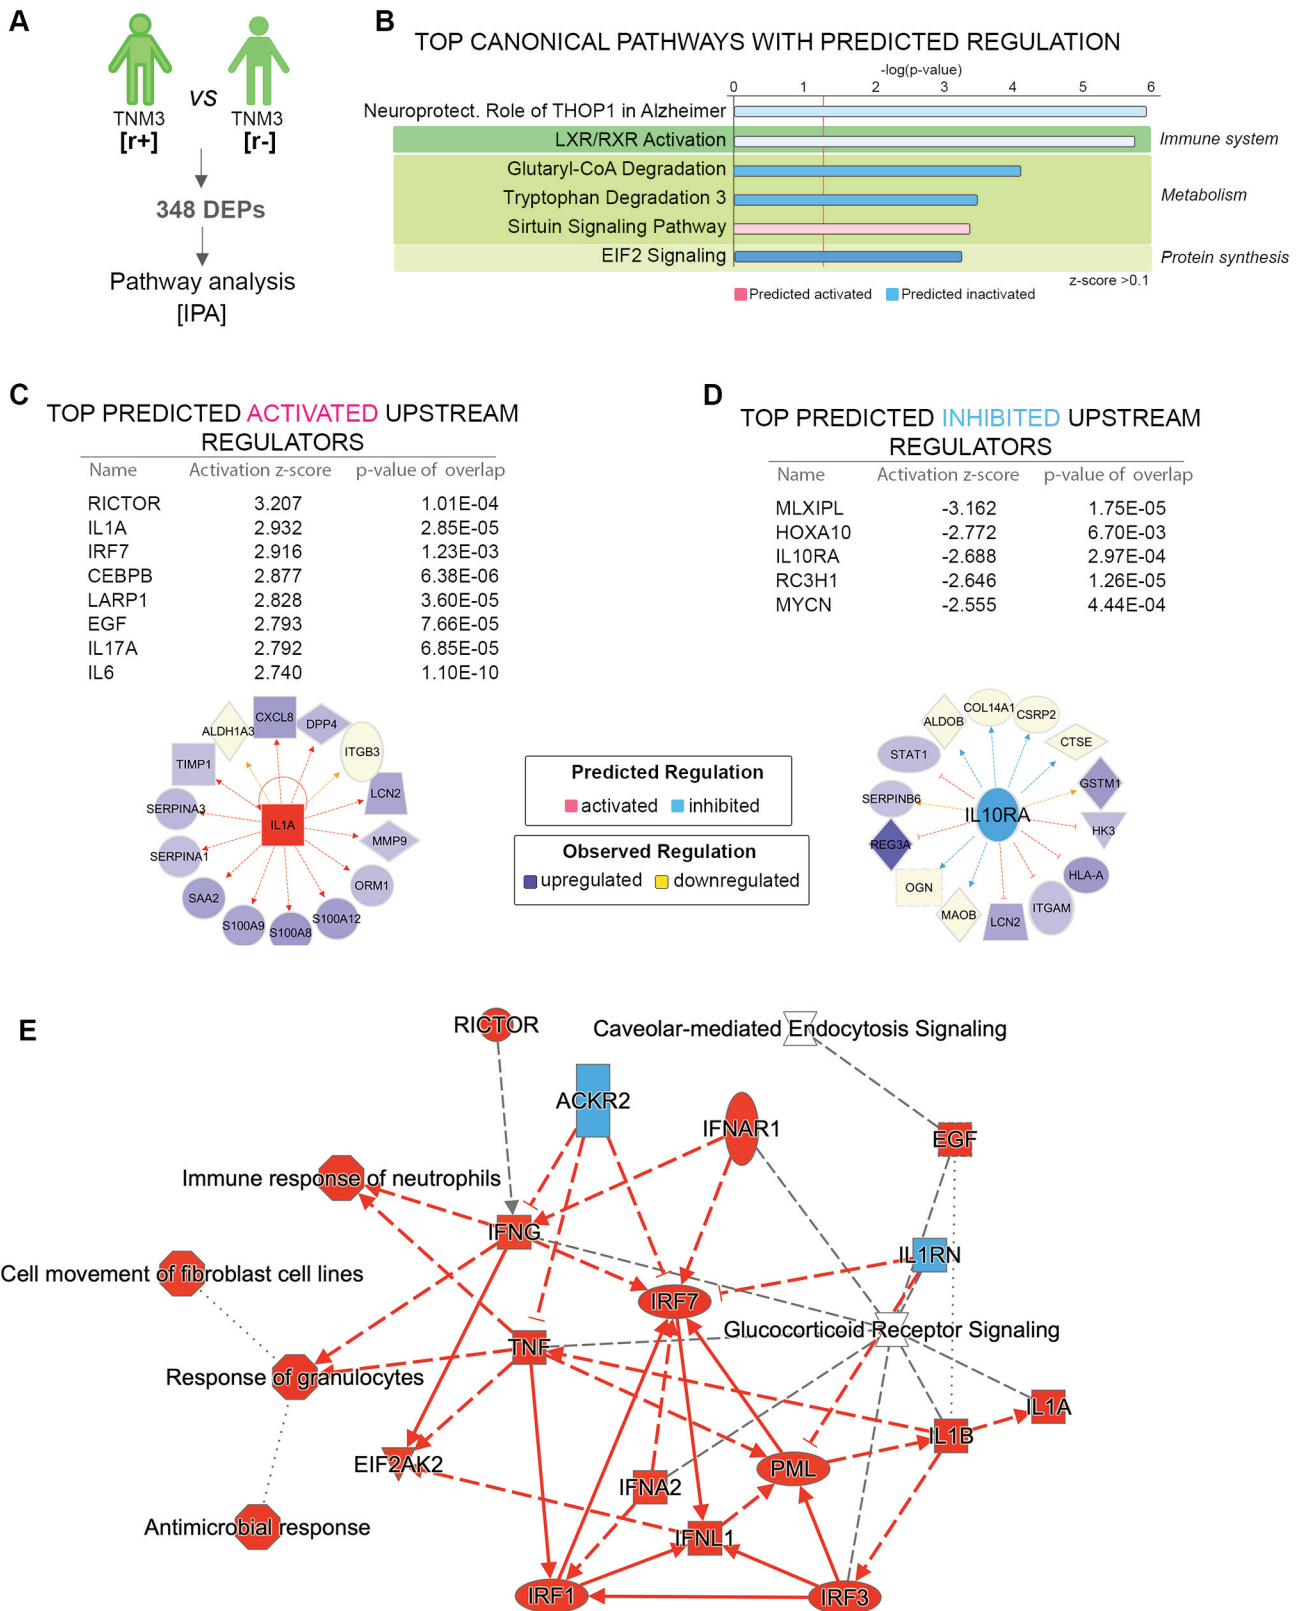 A
TNM3
[r+]
vs
TNM3
[r-]
348 DEPs
Pathway analysis
[IPA]
B
TOP CANONICAL PATHWAYS WITH PREDICTED REGULATION
-log(p-value)
0 1 2 3 4 5 6
Neuroprotect. Role of THOP1 in Alzheimer
LXR/RXR Activation
Immune system
Glutaryl-CoA Degradation
Tryptophan Degradation 3
Metabolism
Sirtuin Signaling Pathway
EIF2 Signaling
Protein synthesis
z-score >0.1
Predicted activated
Predicted inactivated
C
TOP PREDICTED ACTIVATED UPSTREAM
REGULATORS
Name Activation z-score p-value of overlap
RICTOR 3.207 1.01E-04
IL1A 2.932 2.85E-05
IRF7 2.916 1.23E-03
CEBPB 2.877 6.38E-06
LARP1 2.828 3.60E-05
EGF 2.793 7.66E-05
IL17A 2.792 6.85E-05
IL6 2.740 1.10E-10
CXCL8
DPP4
ALDH1A3
ITGB3
TIMP1
LCN2
SERPINA3
IL1A
MMP9
SERPINA1
ORM1
SAA2
S100A9
S100A8
S100A12
D
TOP PREDICTED INHIBITED UPSTREAM
REGULATORS
Name Activation z-score p-value of overlap
MLXIPL -3.162 1.75E-05
HOXA10 -2.772 6.70E-03
IL10RA -2.688 2.97E-04
RC3H1 -2.646 1.26E-05
MYCN -2.555 4.44E-04
COL14A1
CSRP2
ALDOB
CTSE
STAT1
GSTM1
SERPINB6
IL10RA
HK3
REG3A
HLA-A
OGN
ITGAM
MAOB
LCN2
Predicted Regulation
activated
inhibited
Observed Regulation
upregulated
downregulated
E
RICTOR
Caveolar-mediated Endocytosis Signaling
ACKR2
IFNAR1
EGF
Immune response of neutrophils
IFNG
IL1RN
Cell movement of fibroblast cell lines
IRF7
Glucocorticoid Receptor Signaling
TNF
Response of granulocytes
IL1A
IL1B
EIF2AK2
PML
IFNA2
Antimicrobial response
IFNL1
IRF1
IRF3